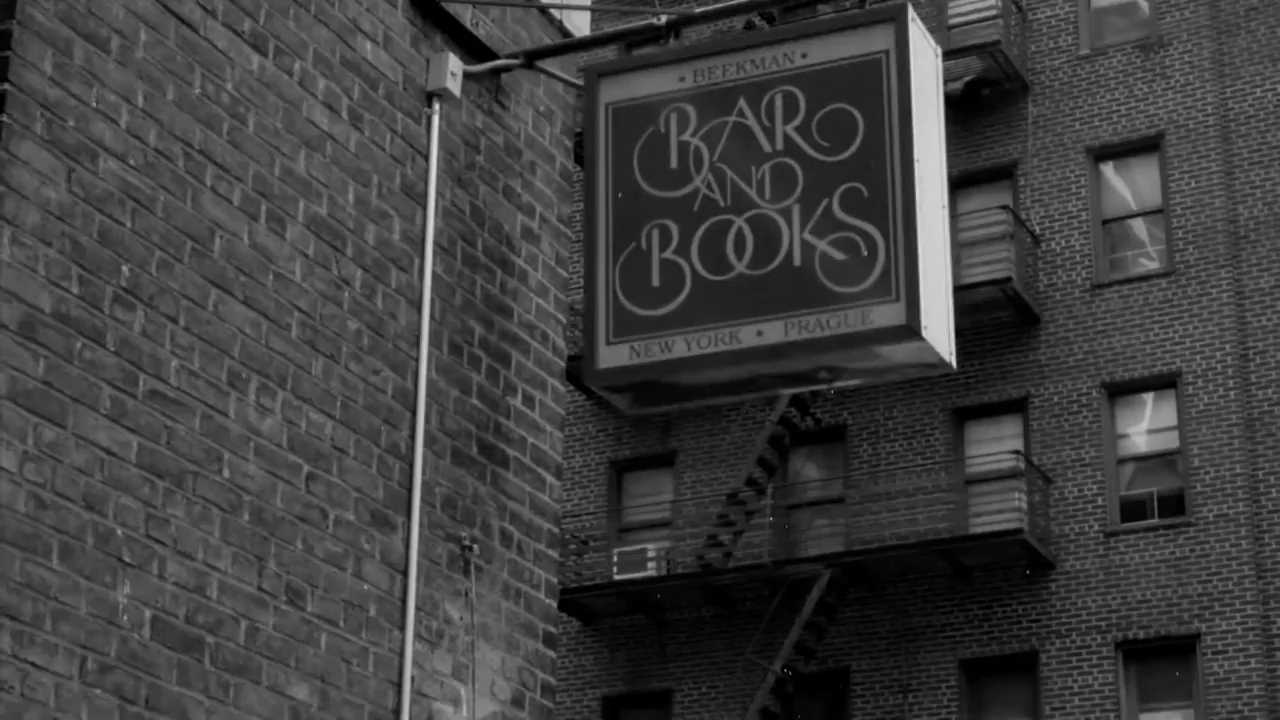 • BEEKMAN •
BAR
AND
BOOKS
NEW YORK • PRAGUE